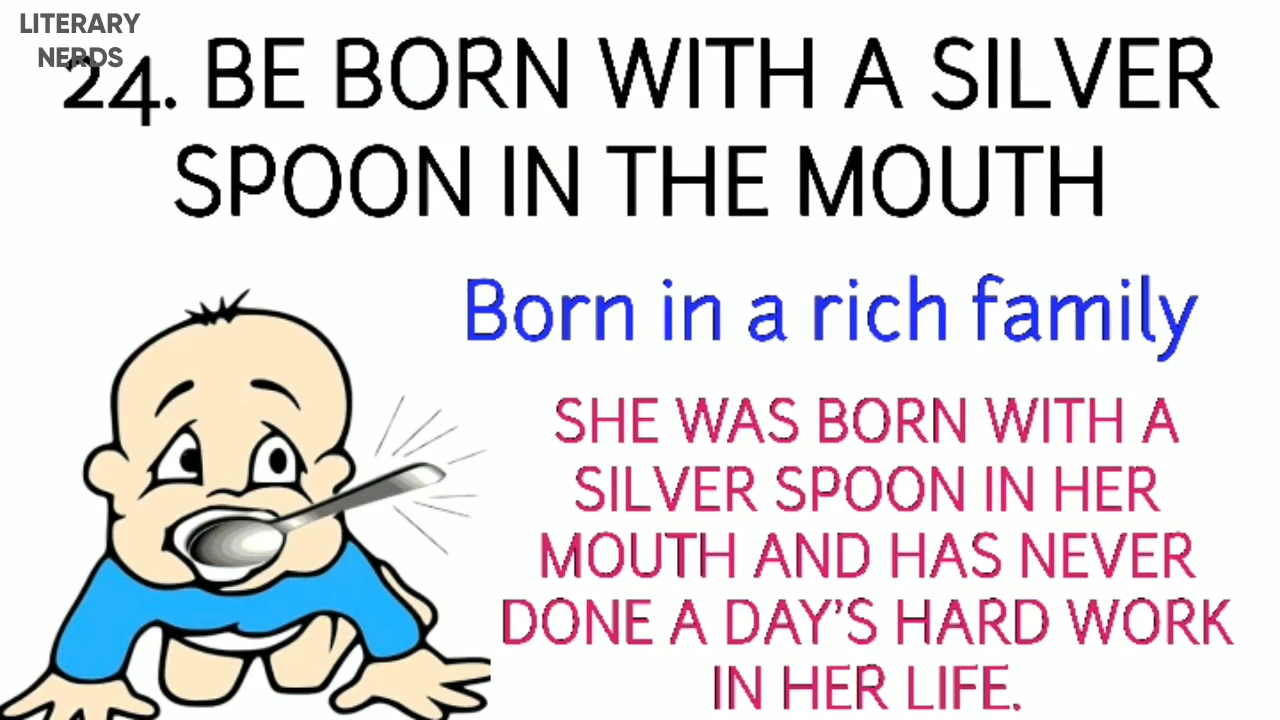 LITERARY
NERDS
24. BE BORN WITH A SILVER
SPOON IN THE MOUTH
Born in a rich family
SHE WAS BORN WITH A
SILVER SPOON IN HER
MOUTH AND HAS NEVER
DONE A DAY'S HARD WORK
IN HER LIFE.